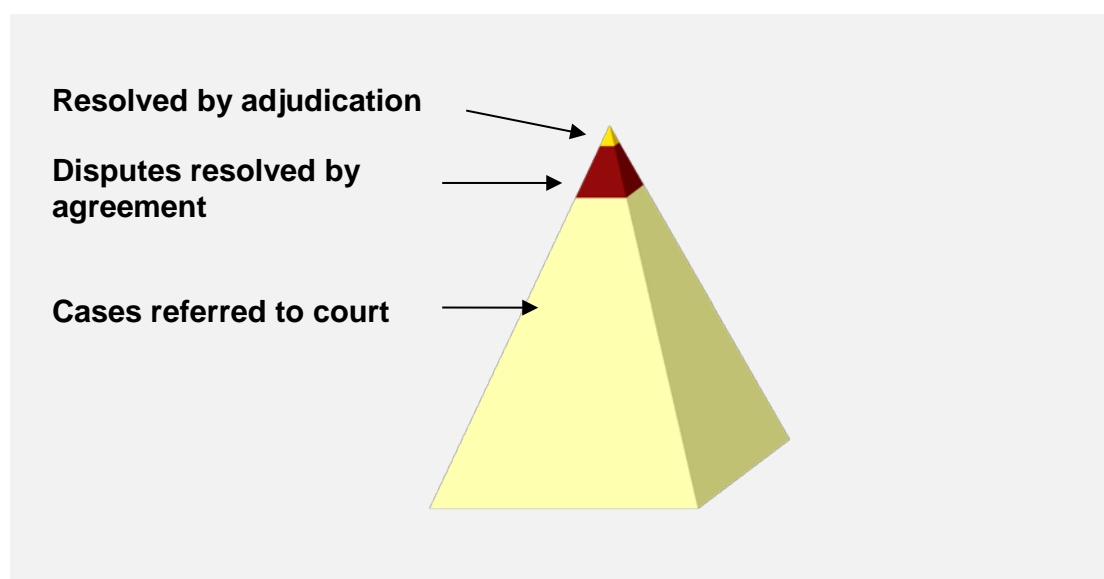 Resolved by adjudication
Disputes resolved by
agreement
Cases referred to court